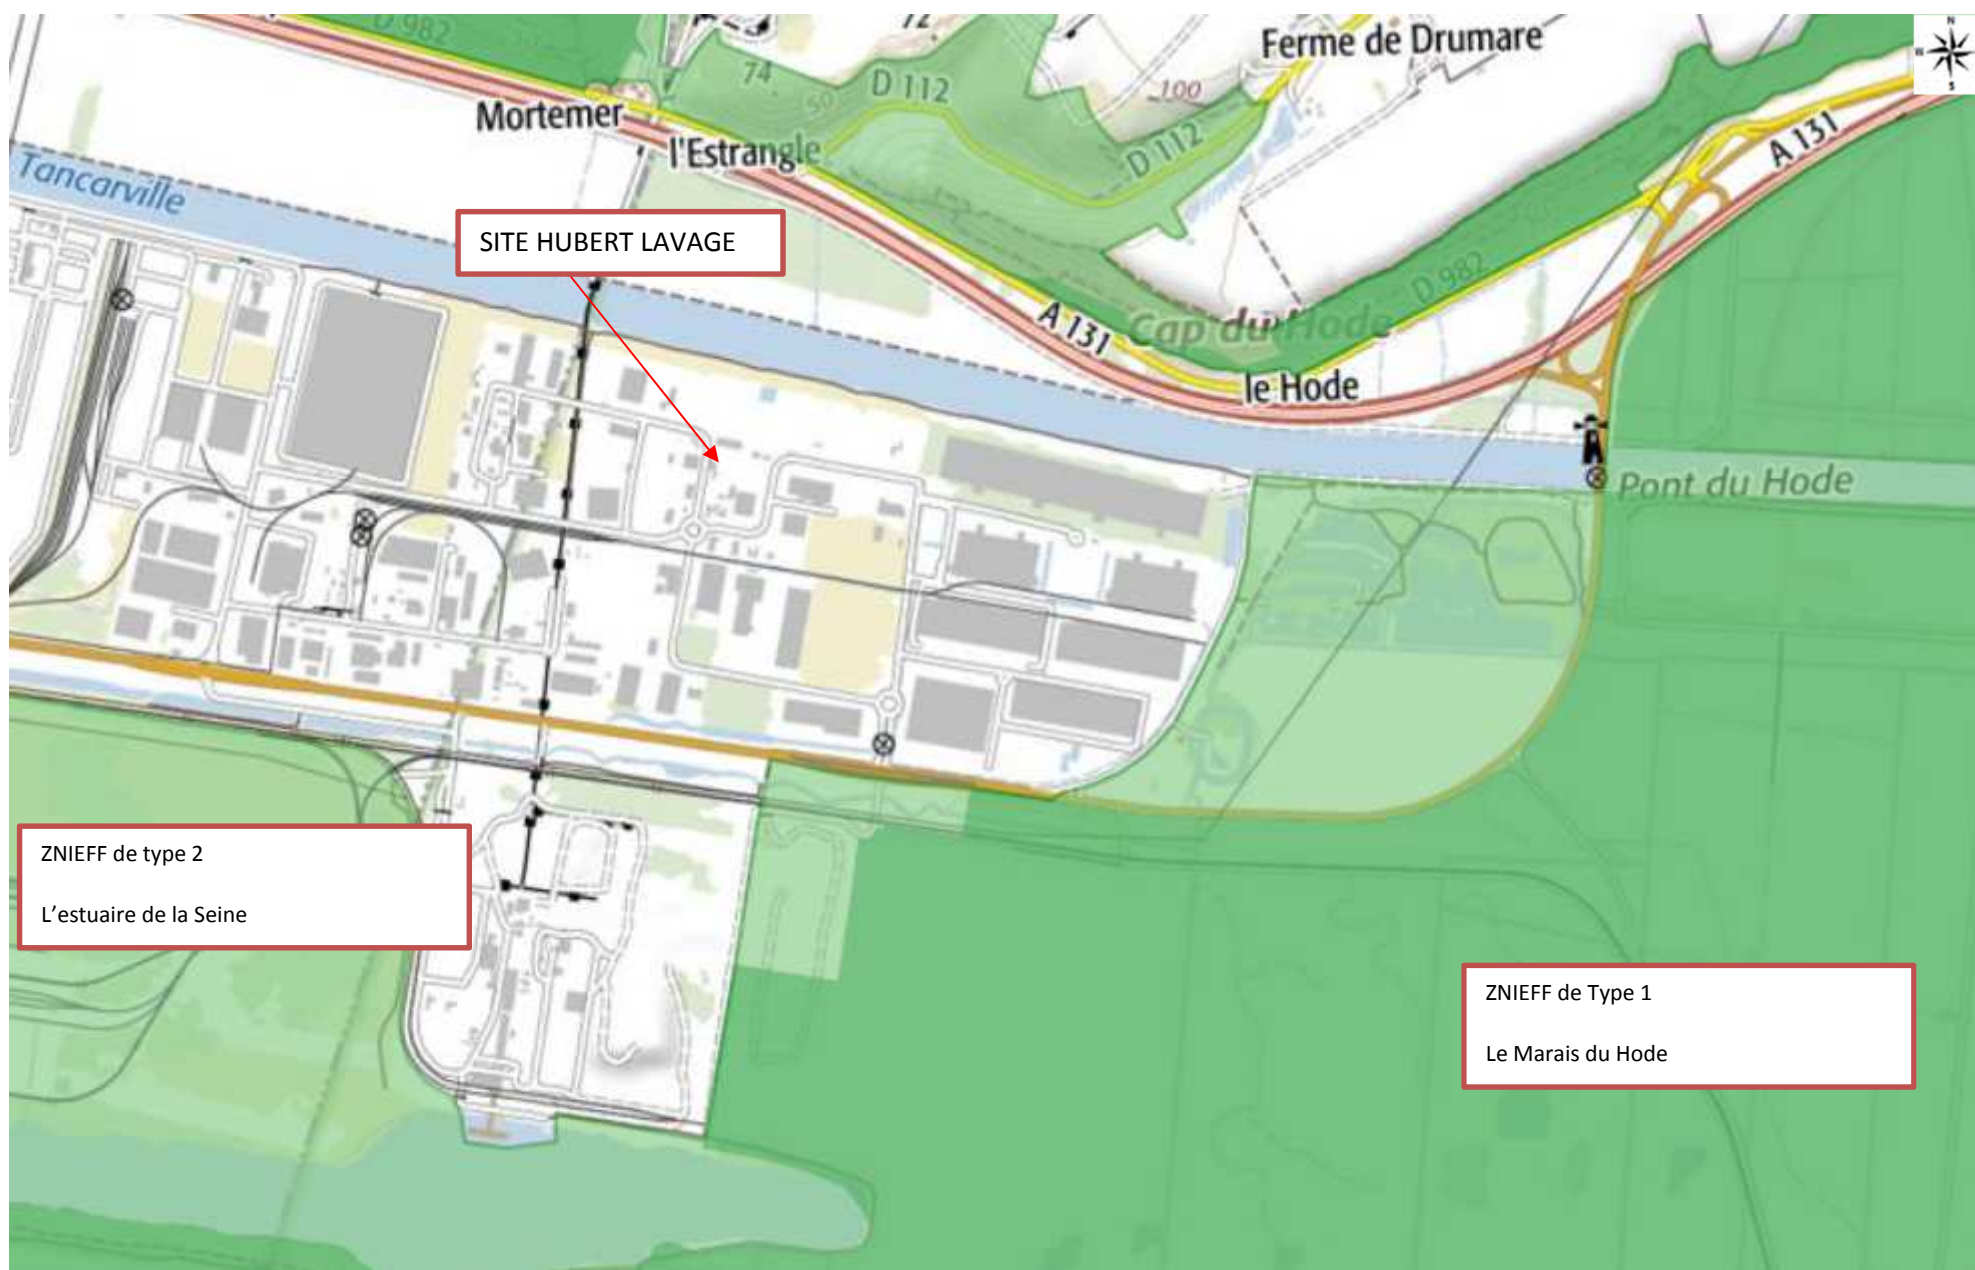 D 982
72
N
Ferme de Drumare
W
S
74
D 112
100
50
Mortemer
l'Estrangle
D 112
A 131
Tancarville
SITE HUBERT LAVAGE
D 982
A 131
Cap du Hode
le Hode
Pont du Hode
ZNIEFF de type 2
L'estuaire de la Seine
ZNIEFF de Type 1
Le Marais du Hode